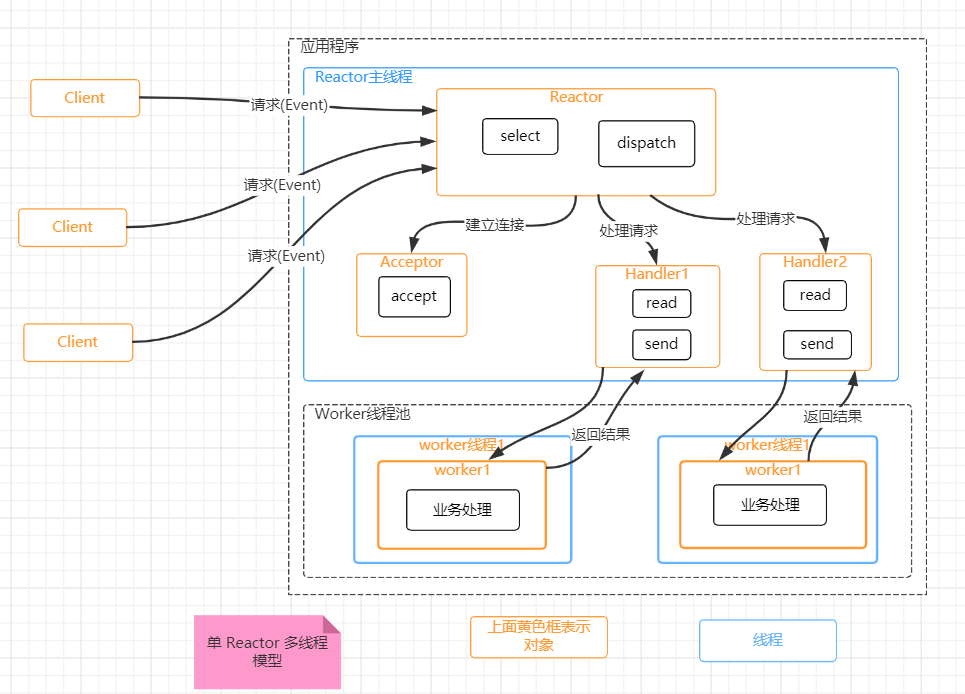 应用程序
Reactor主线程
Client
请求(Event)
Reactor
select
dispatch
Client
请求(Event)
建立连接
处理请求
处理请求
Client
请求(Event)
Acceptor
accept
Handler1
read
send
Handler2
read
send
Worker线程池
返回结果
返回结果
worker线程1
worker1
业务处理
worker线程1
worker1
业务处理
单 Reactor 多线程
模型
上面黄色框表示
对象
线程